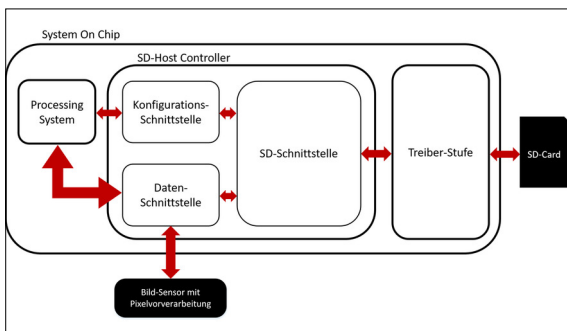 System On Chip
SD-Host Controller
Processing
System
Konfigurations-
Schnittstelle
SD-Schnittstelle
Treiber-Stufe
SD-Card
Daten-
Schnittstelle
Bild-Sensor mit
Pixelvorverarbeitung